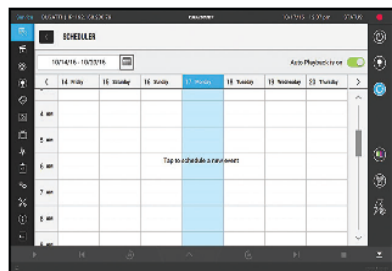 SCHEDULER
10/14/16 - 10/23/16
Auto Playback is on
14 Friday
15 Saturday
16 Sunday
17 Monday
18 Tuesday
19 Wednesday
20 Thursday
4 AM
5 AM
6 AM
Tap to schedule a new event
7 AM
8 AM